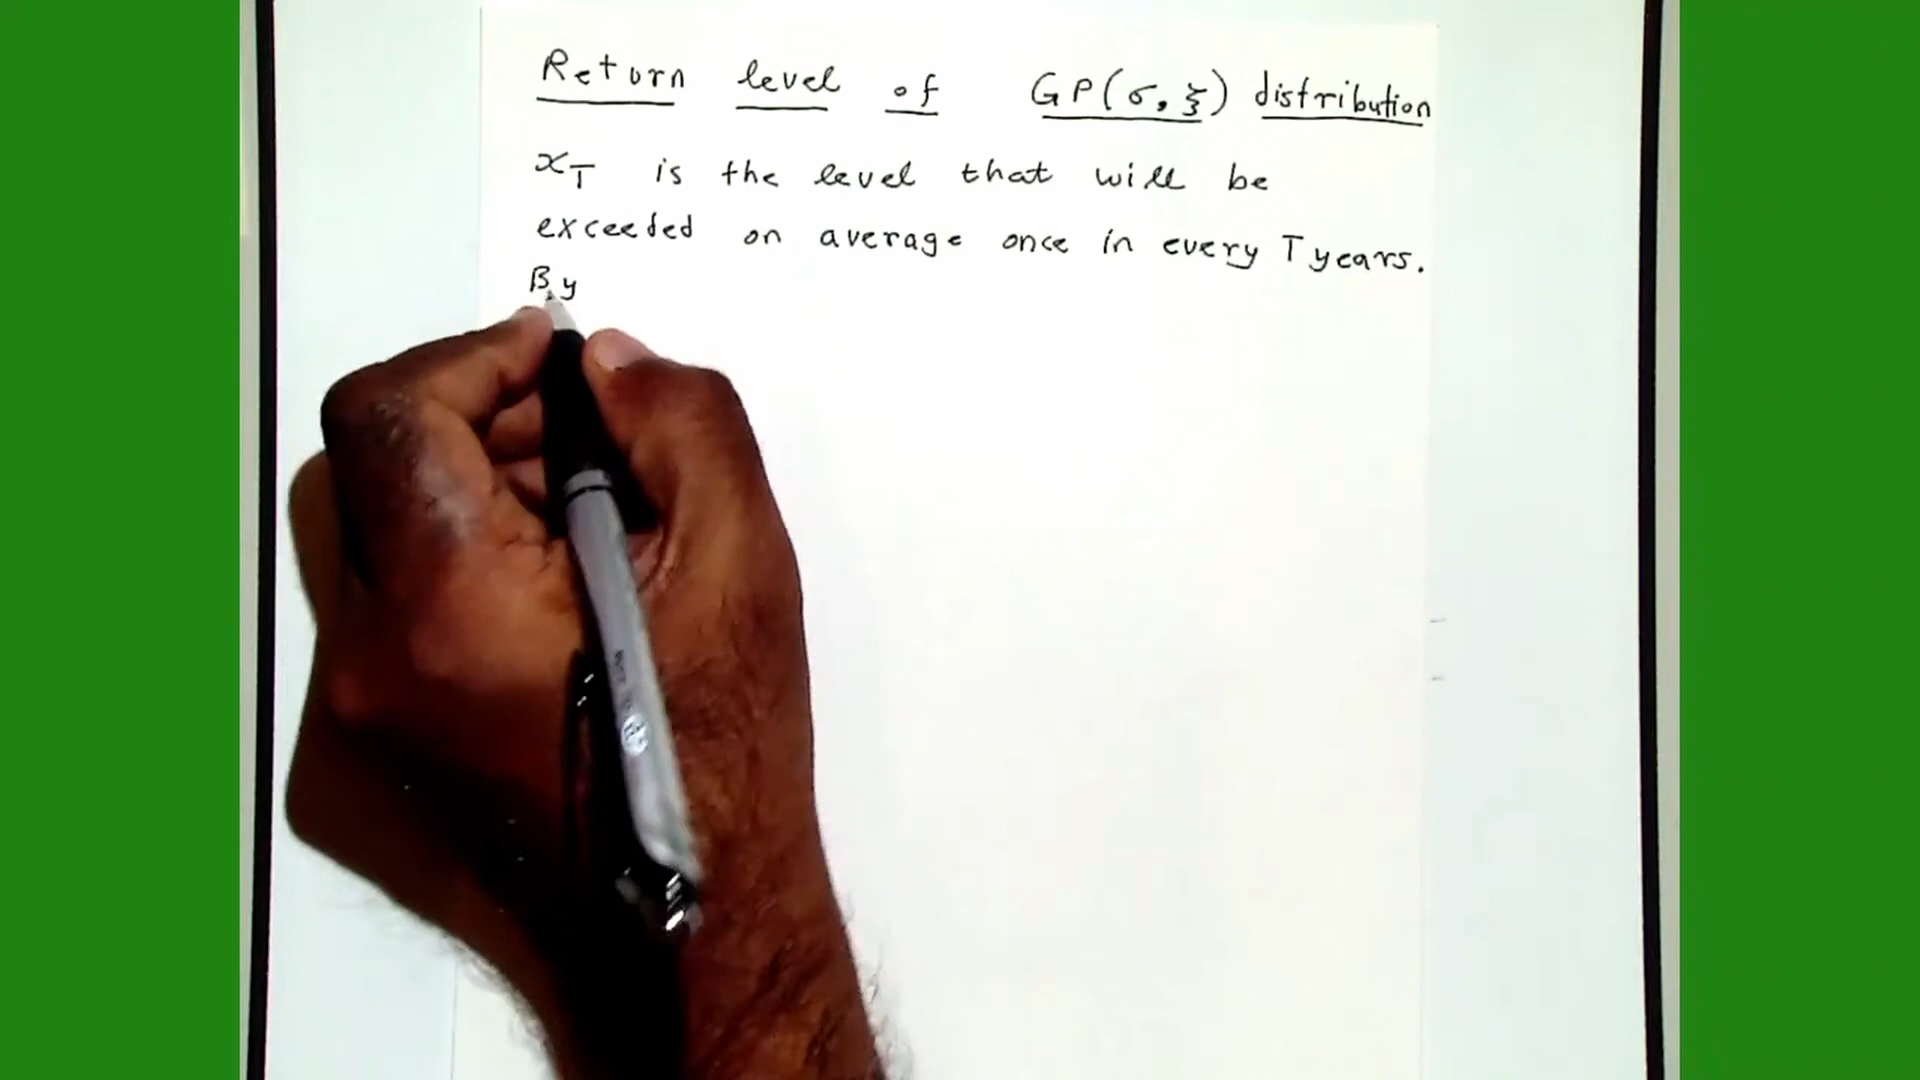 Return level of GP(σ, ξ) distribution
x_T is the level that will be
exceeded on average once in every T years.
By